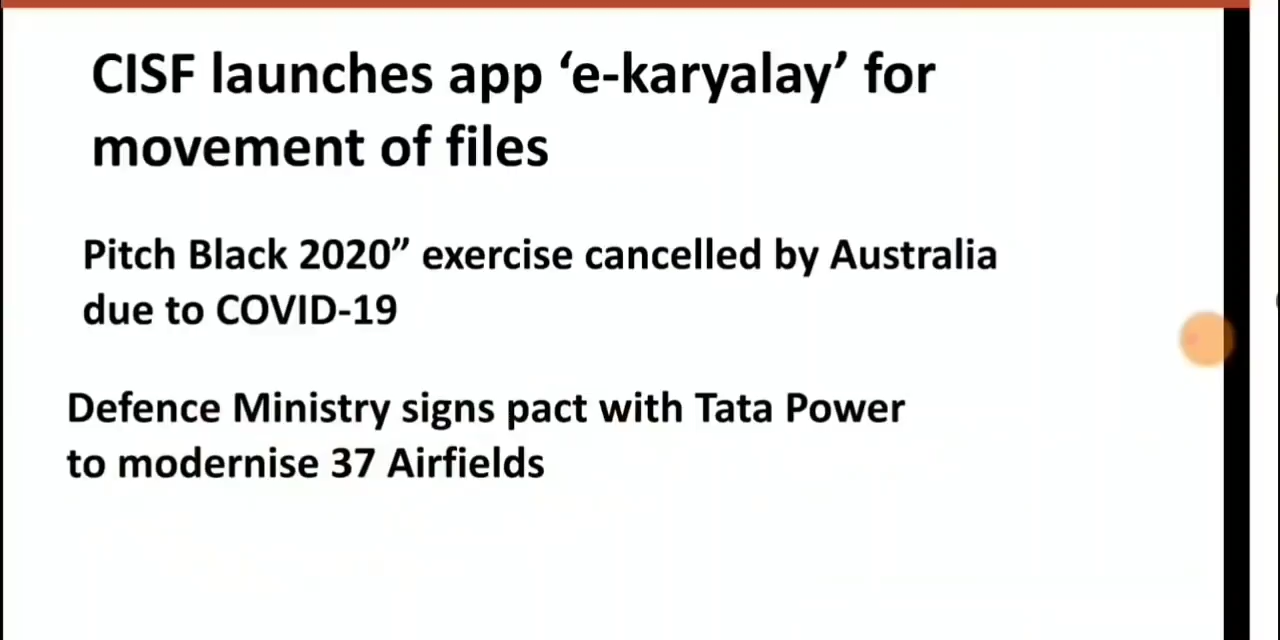 CISF launches app ‘e-karyalay’ for
movement of files
Pitch Black 2020” exercise cancelled by Australia
due to COVID-19
Defence Ministry signs pact with Tata Power
to modernise 37 Airfields